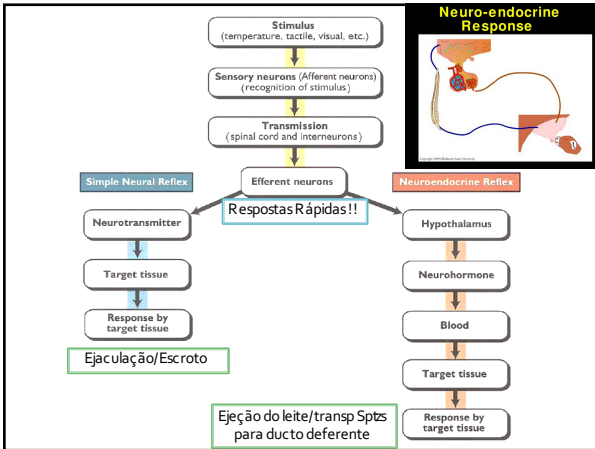 Neuro-endocrine
Response
Stimulus
(temperature, tactile, visual, etc.)
Sensory neurons (Afferent neurons)
(recognition of stimulus)
Transmission
(spinal cord and interneurons)
Efferent neurons
Simple Neural Reflex
Neuroendocrine Reflex
Respostas Rápidas!!
Neurotransmitter
Target tissue
Response by
target tissue
Ejaculação/Escroto
Hypothalamus
Neurohormone
Blood
Target tissue
Response by
target tissue
Ejeção do leite/transp Sptzs
para ducto deferente